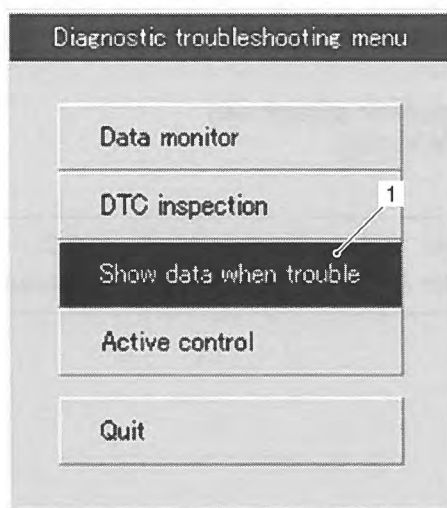 Diagnostic troubleshooting menu
Data monitor
DTC inspection
1
Show data when trouble
Active control
Quit